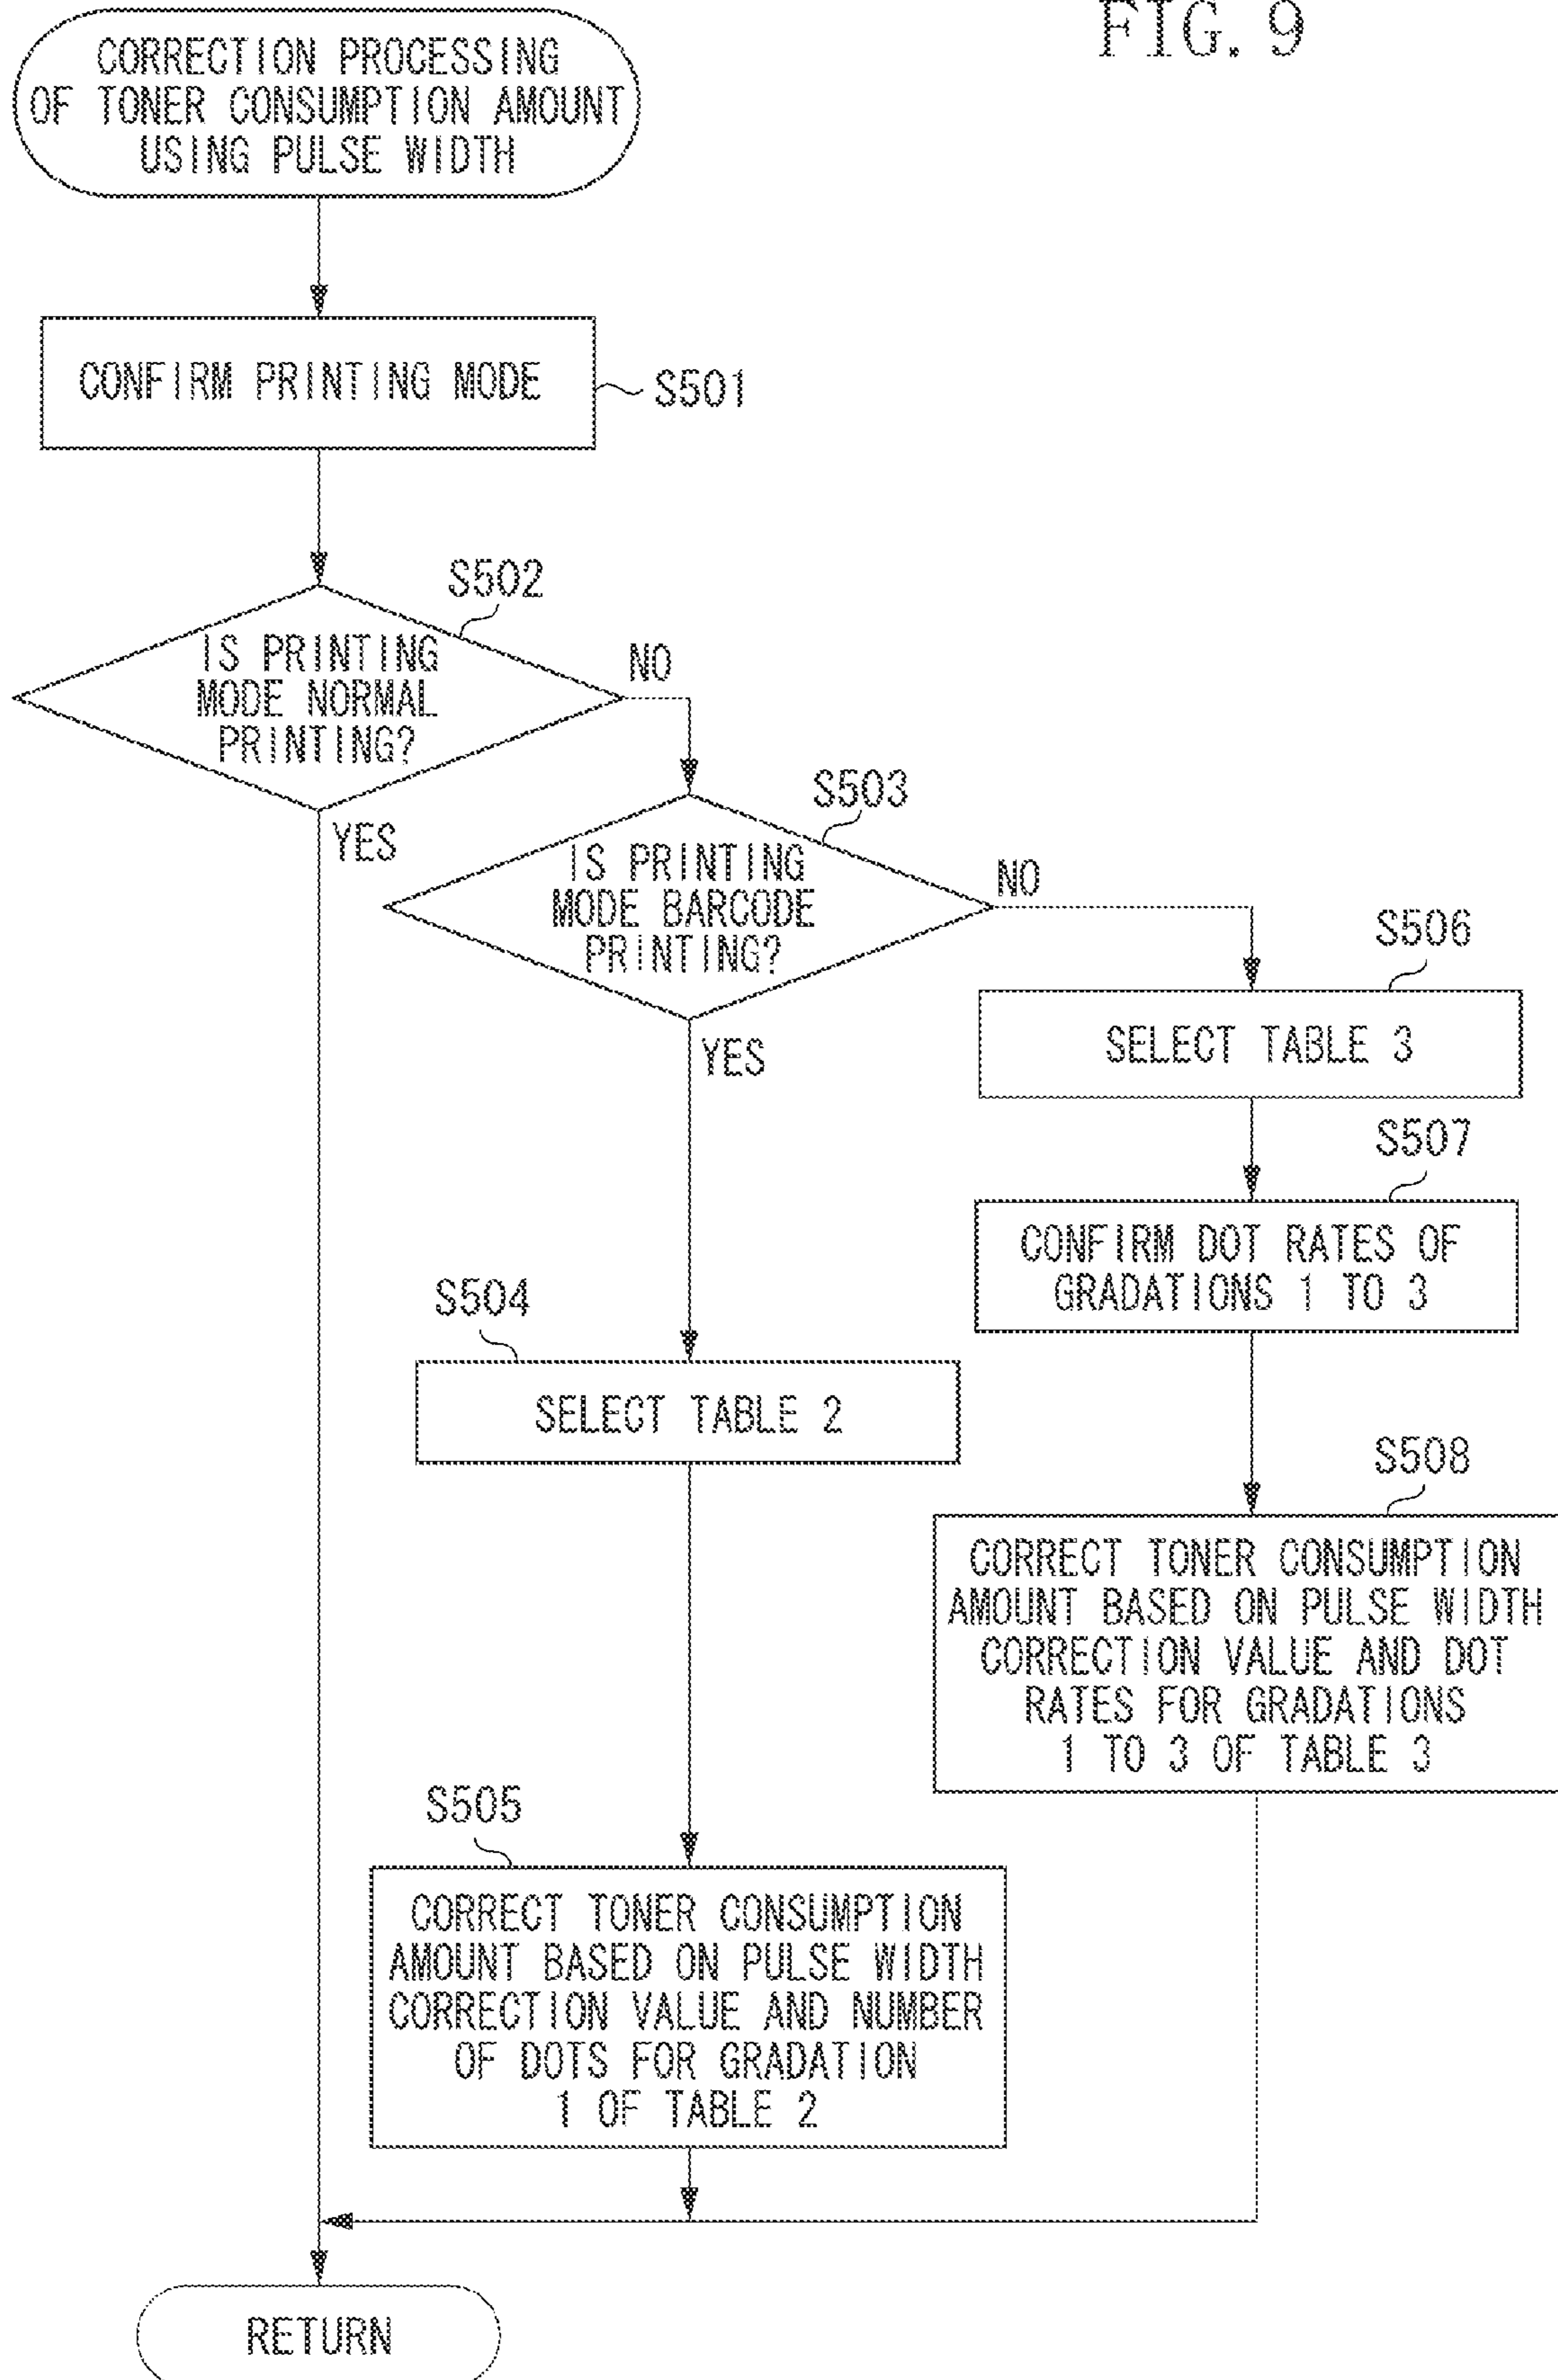 FIG. 9
CORRECTION PROCESSING
OF TONER CONSUMPTION AMOUNT
USING PULSE WIDTH
CONFIRM PRINTING MODE
S501
S502
IS PRINTING
MODE NORMAL
PRINTING?
NO
YES
S503
IS PRINTING
MODE BARCODE
PRINTING?
NO
YES
S506
SELECT TABLE 3
S507
CONFIRM DOT RATES OF
GRADATIONS 1 TO 3
S504
SELECT TABLE 2
S508
CORRECT TONER CONSUMPTION
AMOUNT BASED ON PULSE WIDTH
CORRECTION VALUE AND DOT
RATES FOR GRADATIONS
1 TO 3 OF TABLE 3
S505
CORRECT TONER CONSUMPTION
AMOUNT BASED ON PULSE WIDTH
CORRECTION VALUE AND NUMBER
OF DOTS FOR GRADATION
1 OF TABLE 2
RETURN